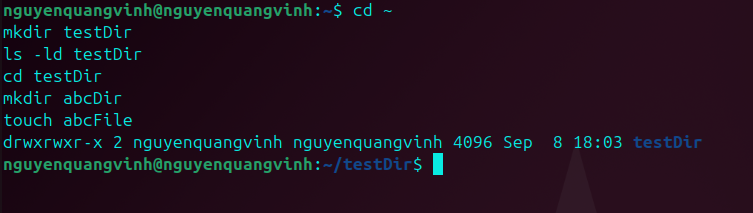 nguyenquangvinh@nguyenquangvinh:~$ cd ~
mkdir testDir
ls -ld testDir
cd testDir
mkdir abcDir
touch abcFile
drwxrwxr-x 2 nguyenquangvinh nguyenquangvinh 4096 Sep  8 18:03 testDir
nguyenquangvinh@nguyenquangvinh:~/testDir$